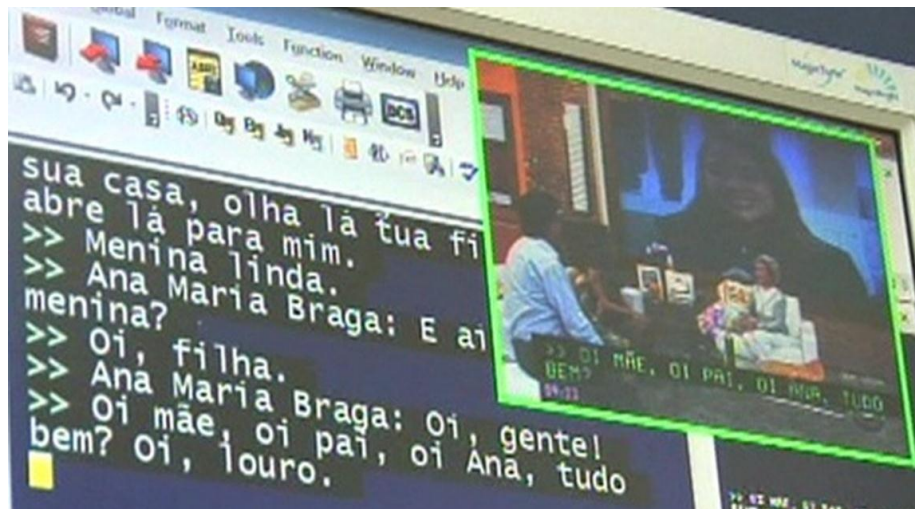 Format Tools Function Window Help
DCS
sua casa, olha lá tua fi
abre lá para mim.
>> Menina linda.
>> Ana Maria Braga: E aí
menina?
>> Oi, filha.
>> Ana Maria Braga: Oi, gente!
>> Oi mãe, oi pai, oi Ana, tudo
bem? Oi, louro.
>> OI MÃE, OI PAI, OI ANA, TUDO
BEM?